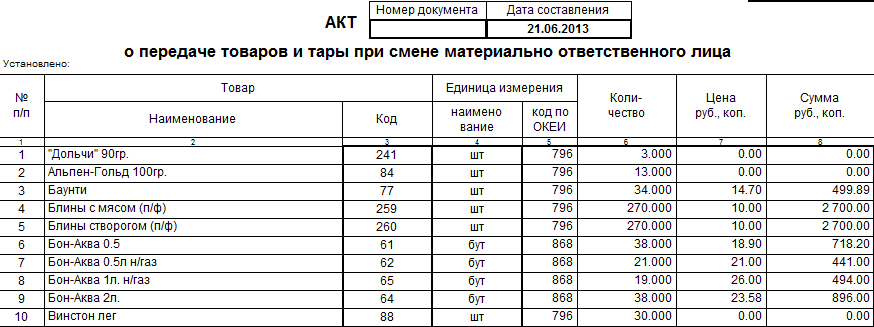 Номер документа Дата составления
АКТ 21.06.2013
о передаче товаров и тары при смене материально ответственного лица
Установлено:
№ п/п Товар Единица измерения Коли- чество Цена руб., коп. Сумма руб., коп.
Наименование Код наимено вание код по ОКЕИ
1 2 3 4 5 6 7 8
1 "Дольчи" 90гр. 241 шт 796 3.000 0.00 0.00
2 Альпен-Гольд 100гр. 84 шт 796 13.000 0.00 0.00
3 Баунти 77 шт 796 34.000 14.70 499.89
4 Блины с мясом (п/ф) 259 шт 796 270.000 10.00 2 700.00
5 Блины створогом (п/ф) 260 шт 796 270.000 10.00 2 700.00
6 Бон-Аква 0.5 61 бут 868 38.000 18.90 718.20
7 Бон-Аква 0.5л н/газ 62 бут 868 21.000 21.00 441.00
8 Бон-Аква 1л. н/газ 65 бут 868 19.000 26.00 494.00
9 Бон-Аква 2л. 64 бут 868 38.000 23.58 896.00
10 Винстон лег 88 шт 796 30.000 0.00 0.00